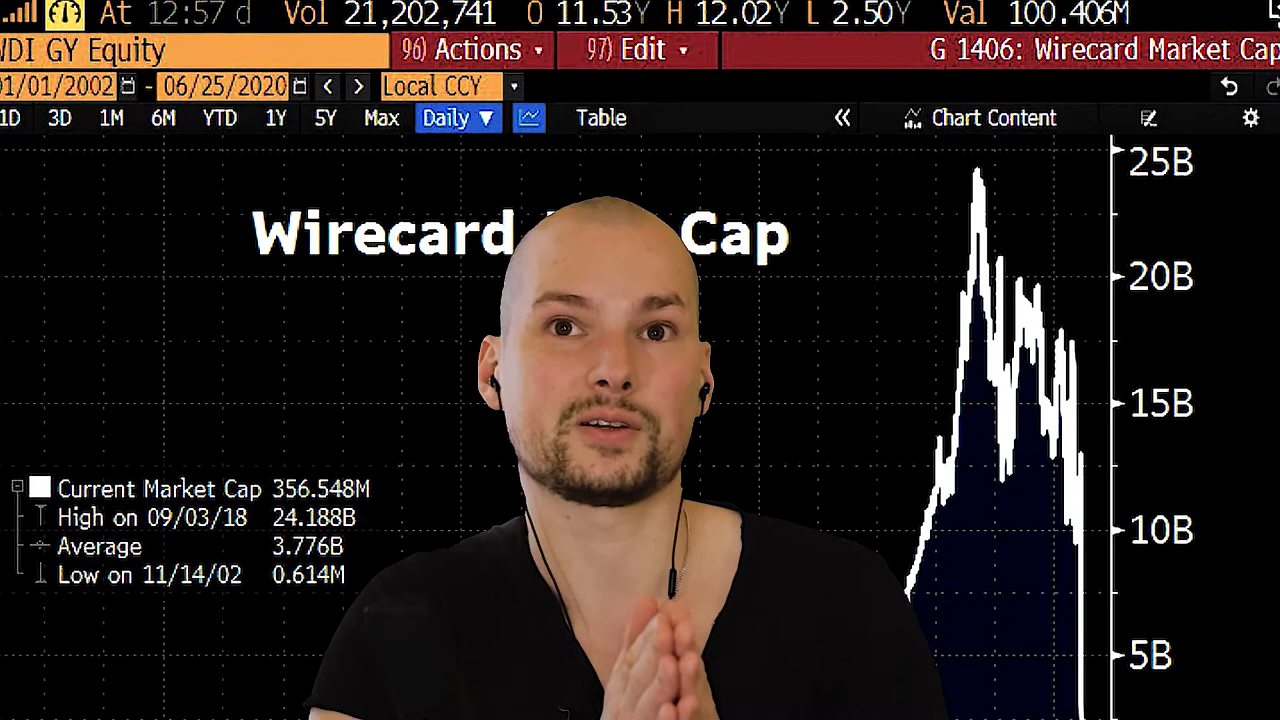 At 12:57 d Vol 21,202,741 O 11.53Y H 12.02Y L 2.50Y Val 100.406M
WDI GY Equity 96) Actions 97) Edit G 1406: Wirecard Market Cap
01/01/2002 - 06/25/2020 Local CCY
1D 3D 1M 6M YTD 1Y 5Y Max Daily Table Chart Content
25B
Wirecard Cap
20B
15B
Current Market Cap 356.548M
High on 09/03/18 24.188B
10B
Average 3.776B
Low on 11/14/02 0.614M
5B